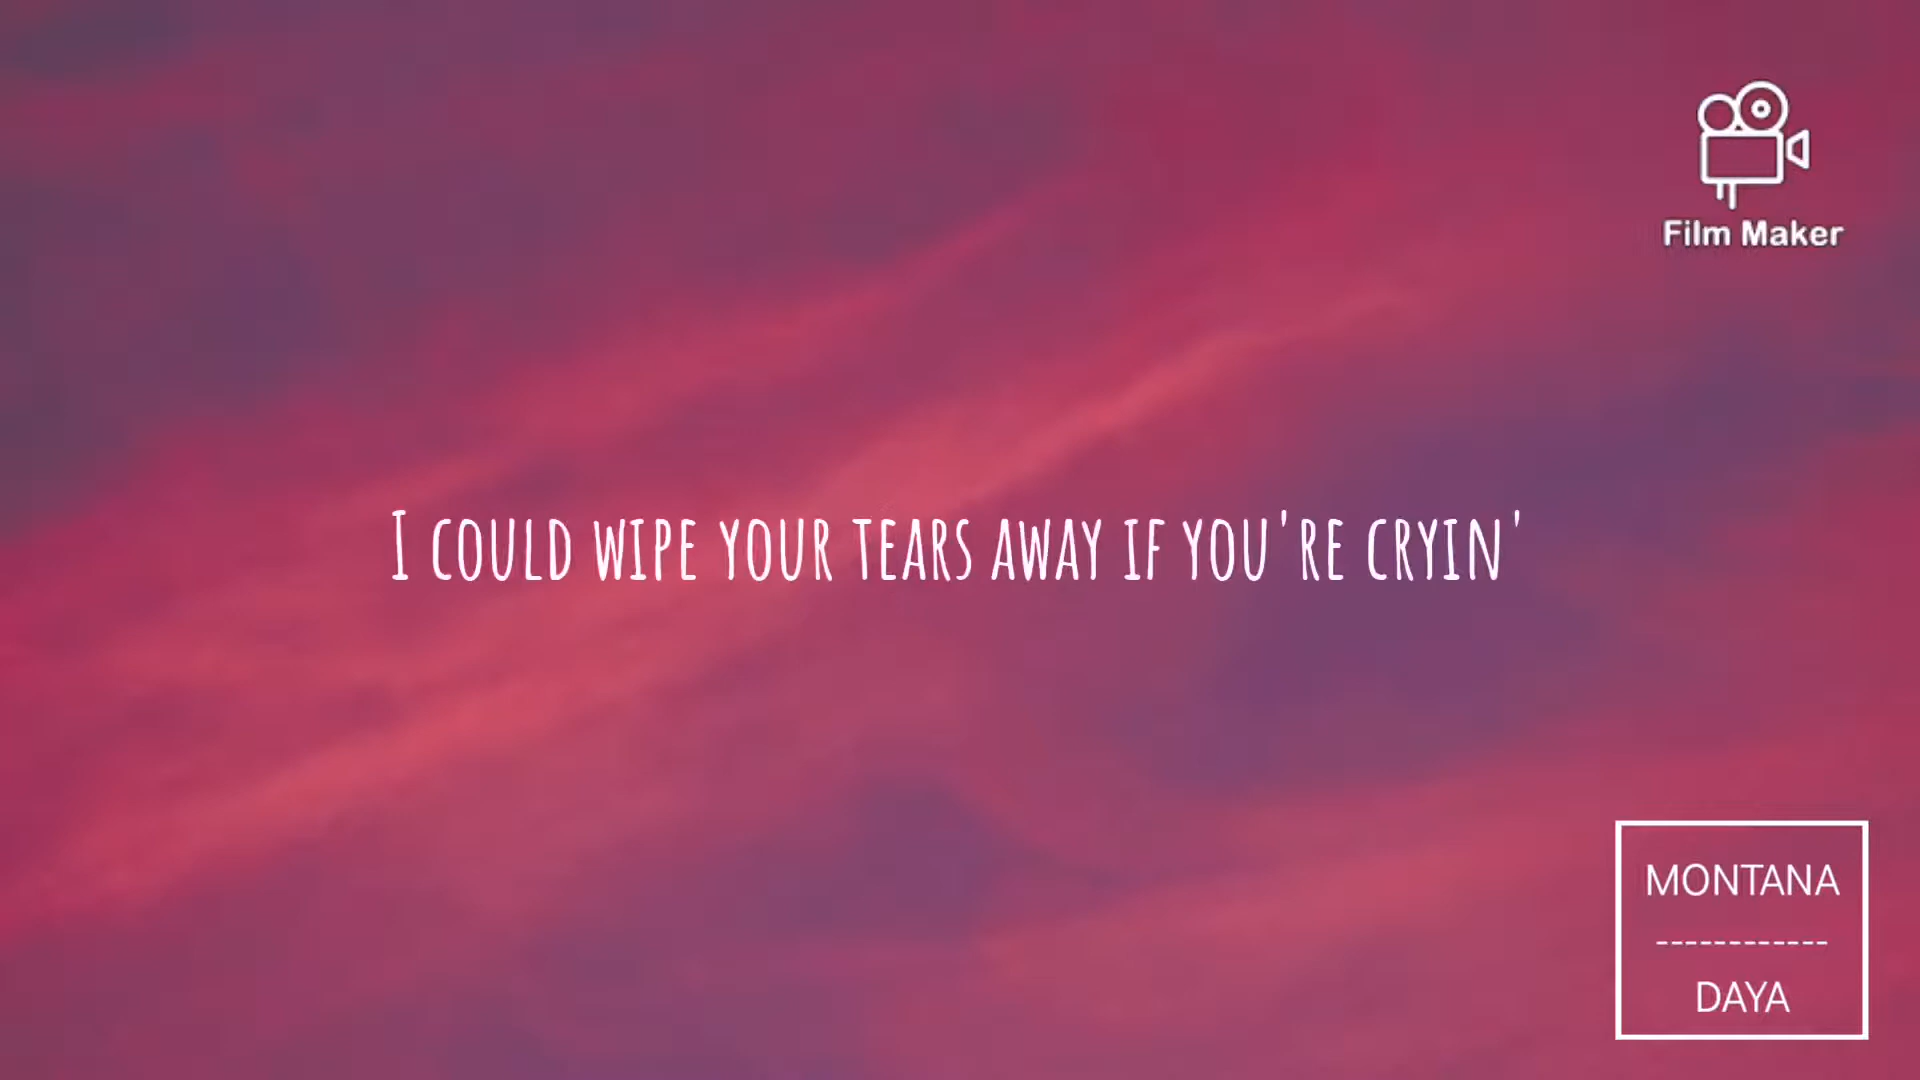 Film Maker
I COULD WIPE YOUR TEARS AWAY IF YOU'RE CRYIN'
MONTANA
------------
DAYA